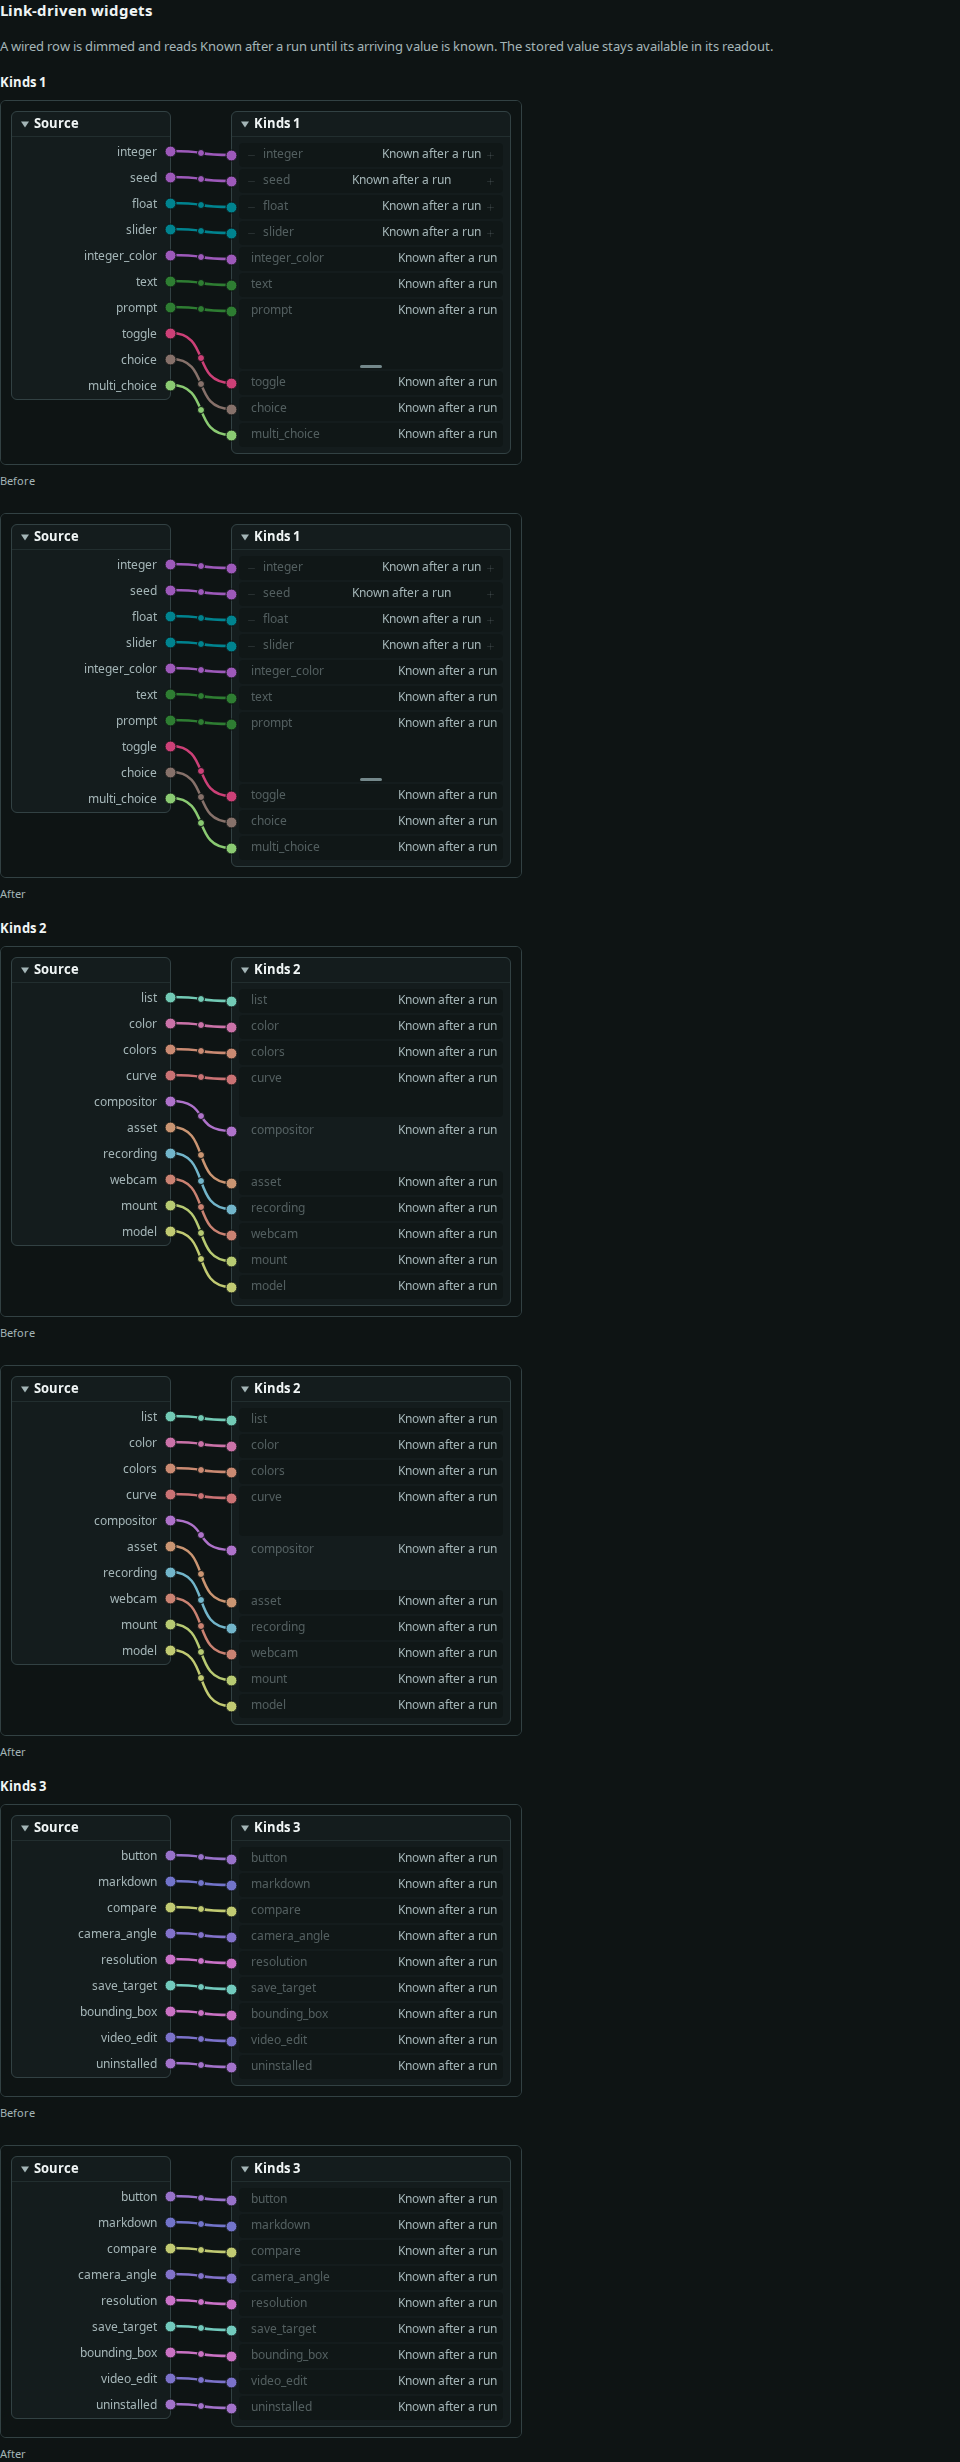 Link-driven widgets
A wired row is dimmed and reads Known after a run until its arriving value is known. The stored value stays available in its readout.
Kinds 1
Source
Kinds 1
integer
– integer Known after a run +
seed
– seed Known after a run +
float
– float Known after a run +
slider
– slider Known after a run +
integer_color
integer_color Known after a run
text
text Known after a run
prompt
prompt Known after a run
toggle
choice
multi_choice
toggle Known after a run
choice Known after a run
multi_choice Known after a run
Before
Source
Kinds 1
integer
– integer Known after a run +
seed
– seed Known after a run +
float
– float Known after a run +
slider
– slider Known after a run +
integer_color
integer_color Known after a run
text
text Known after a run
prompt
prompt Known after a run
toggle
choice
multi_choice
toggle Known after a run
choice Known after a run
multi_choice Known after a run
After
Kinds 2
Source
Kinds 2
list
list Known after a run
color
color Known after a run
colors
colors Known after a run
curve
curve Known after a run
compositor
asset
compositor Known after a run
recording
webcam
asset Known after a run
mount
recording Known after a run
model
webcam Known after a run
mount Known after a run
model Known after a run
Before
Source
Kinds 2
list
list Known after a run
color
color Known after a run
colors
colors Known after a run
curve
curve Known after a run
compositor
asset
compositor Known after a run
recording
webcam
asset Known after a run
mount
recording Known after a run
model
webcam Known after a run
mount Known after a run
model Known after a run
After
Kinds 3
Source
Kinds 3
button
button Known after a run
markdown
markdown Known after a run
compare
compare Known after a run
camera_angle
camera_angle Known after a run
resolution
resolution Known after a run
save_target
save_target Known after a run
bounding_box
bounding_box Known after a run
video_edit
video_edit Known after a run
uninstalled
uninstalled Known after a run
Before
Source
Kinds 3
button
button Known after a run
markdown
markdown Known after a run
compare
compare Known after a run
camera_angle
camera_angle Known after a run
resolution
resolution Known after a run
save_target
save_target Known after a run
bounding_box
bounding_box Known after a run
video_edit
video_edit Known after a run
uninstalled
uninstalled Known after a run
After